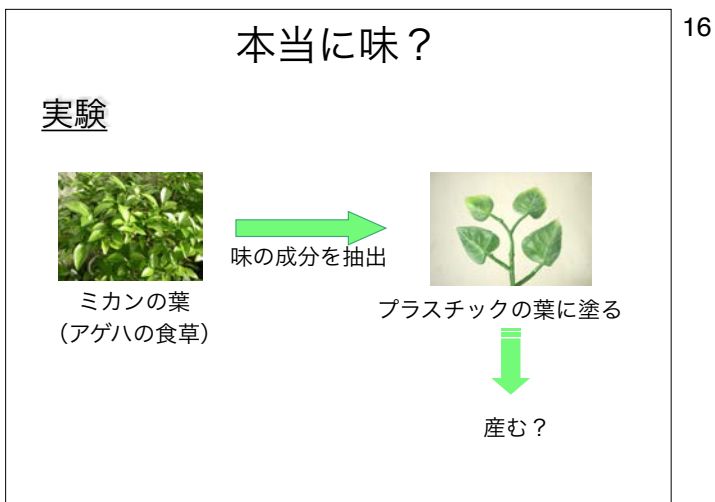 16
本当に味？
実験
味の成分を抽出
ミカンの葉
（アゲハの食草）
プラスチックの葉に塗る
産む？